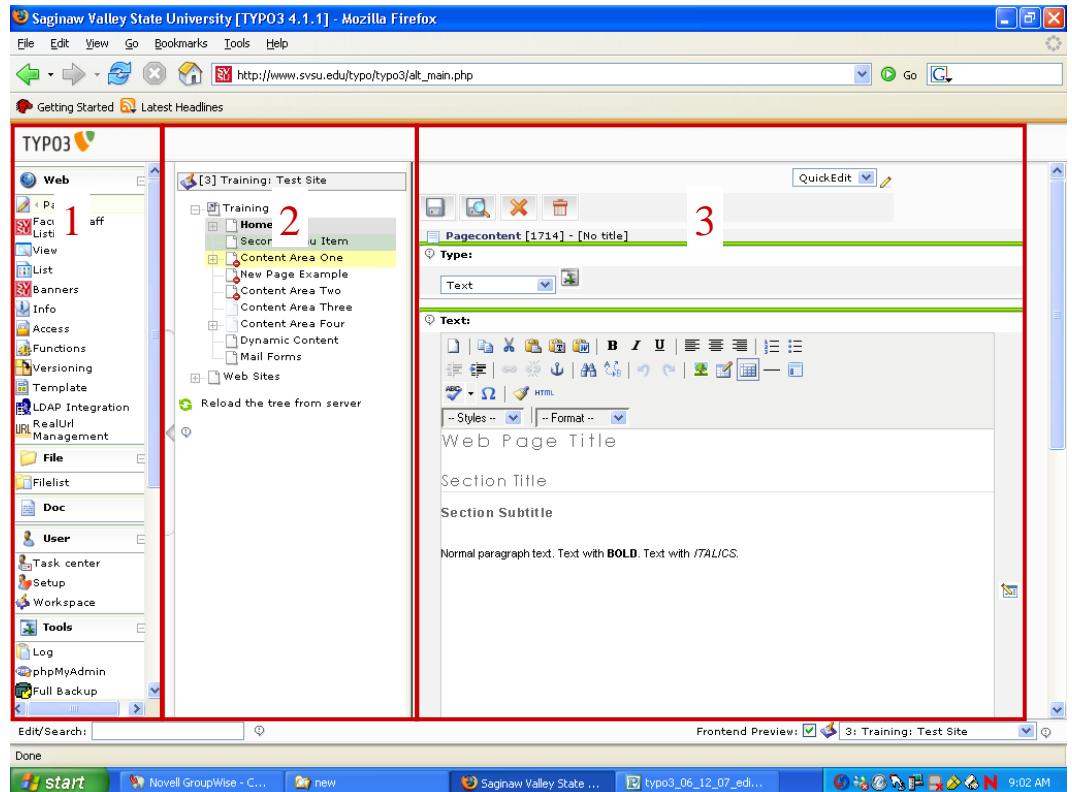 Saginaw Valley State University [TYPO3 4.1.1] - Mozilla Firefox
File Edit View Go Bookmarks Tools Help
http://www.svsu.edu/typo/typo3/alt_main.php
Go
Getting Started Latest Headlines
TYPO3
Web
Faculty aff
Listi
View
List
Banners
Info
Access
Functions
Versioning
Template
LDAP Integration
RealUrl
Management
File
Filelist
Doc
User
Task center
Setup
Workspace
Tools
Log
phpMyAdmin
Full Backup
1
[3] Training: Test Site
Training
Home
Item
Content Area One
New Page Example
Content Area Two
Content Area Three
Content Area Four
Dynamic Content
Mail Forms
Web Sites
Reload the tree from server
2
QuickEdit
3
Pagecontent [1714] - [No title]
Type:
Text
Text:
B I U
ABC Ω HTML
-- Styles -- -- Format --
Web Page Title
Section Title
Section Subtitle
Normal paragraph text. Text with BOLD. Text with ITALICS.
Edit/Search: Frontend Preview: 3: Training: Test Site
Done
start Novell GroupWise - C... new Saginaw Valley State ... typo3_06_12_07_edi... 9:02 AM